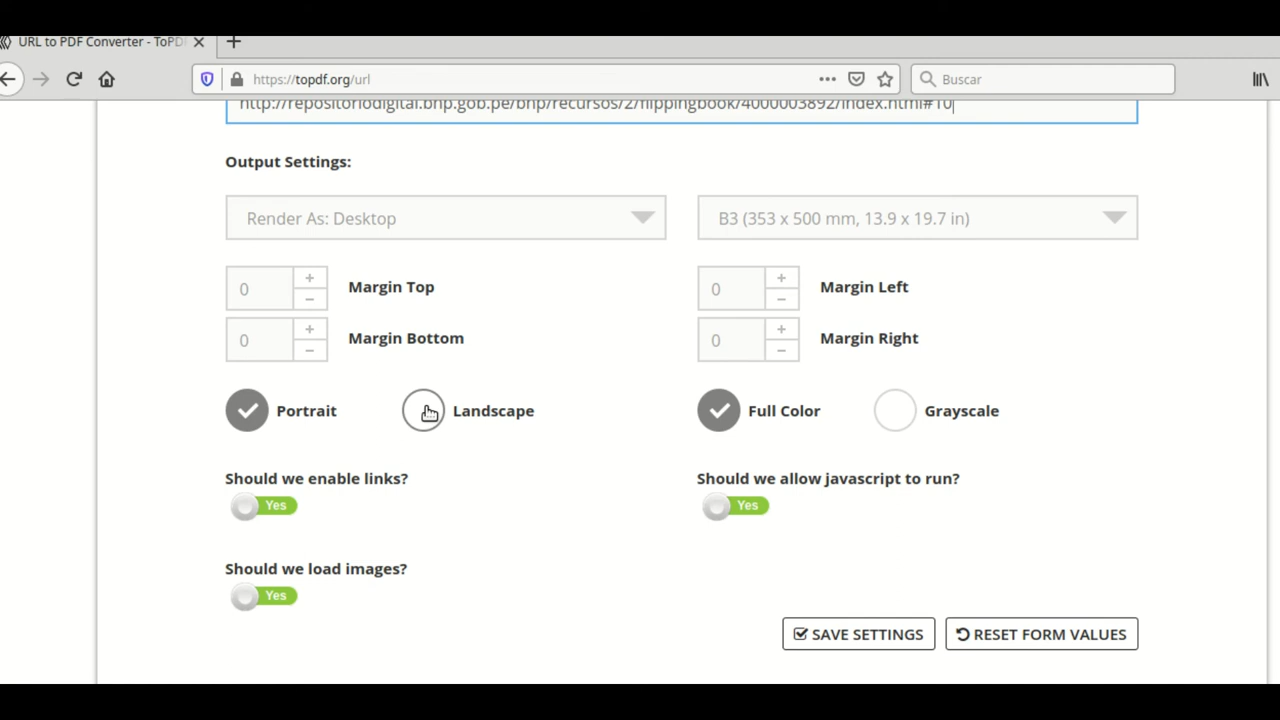 URL to PDF Converter - ToPD
https://topdf.org/url
Buscar
http://repositoriodigital.bnp.gob.pe/bnp/recursos/2/flippingbook/4000003892/index.html#10
Output Settings:
Render As: Desktop
B3 (353 x 500 mm, 13.9 x 19.7 in)
0 + − Margin Top
0 + − Margin Left
0 + − Margin Bottom
0 + − Margin Right
Portrait Landscape Full Color Grayscale
Should we enable links? Should we allow javascript to run?
Yes Yes
Should we load images?
Yes
SAVE SETTINGS RESET FORM VALUES